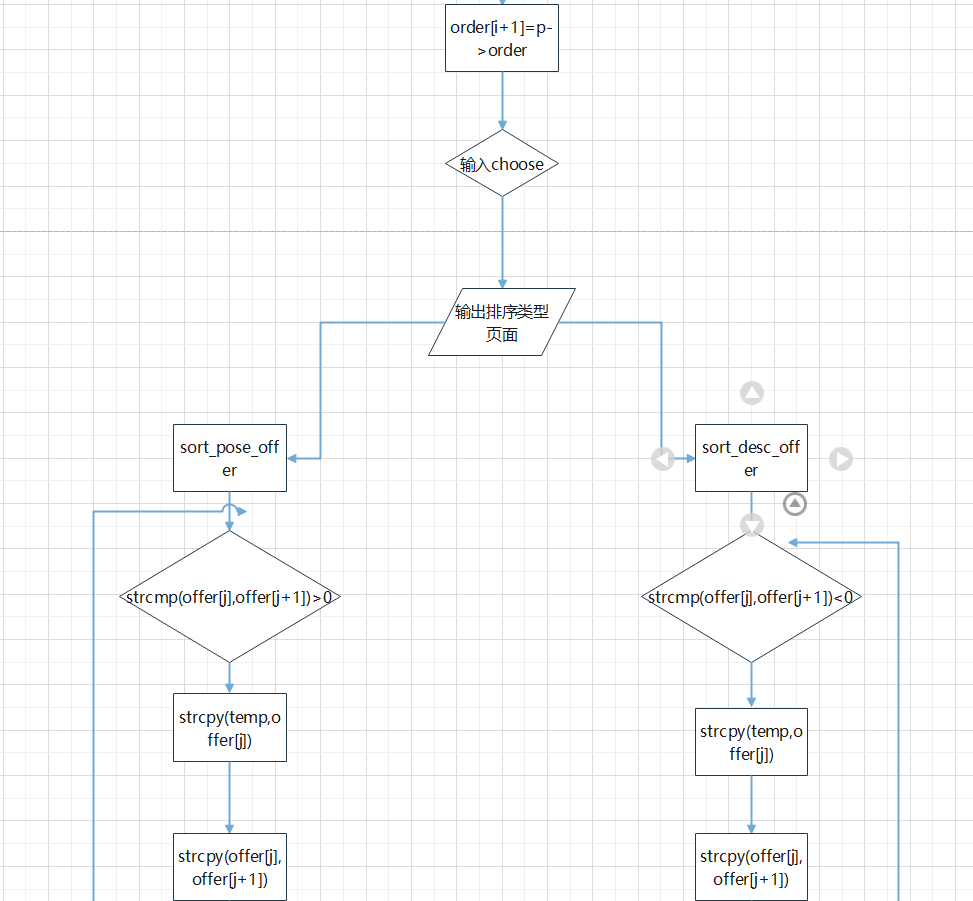 order[i+1]=p-
>order
输入choose
输出排序类型
页面
sort_pose_off
er
sort_desc_off
er
strcmp(offer[j],offer[j+1])>0
strcmp(offer[j],offer[j+1])<0
strcpy(temp,o
ffer[j])
strcpy(temp,o
ffer[j])
strcpy(offer[j],
offer[j+1])
strcpy(offer[j],
offer[j+1])